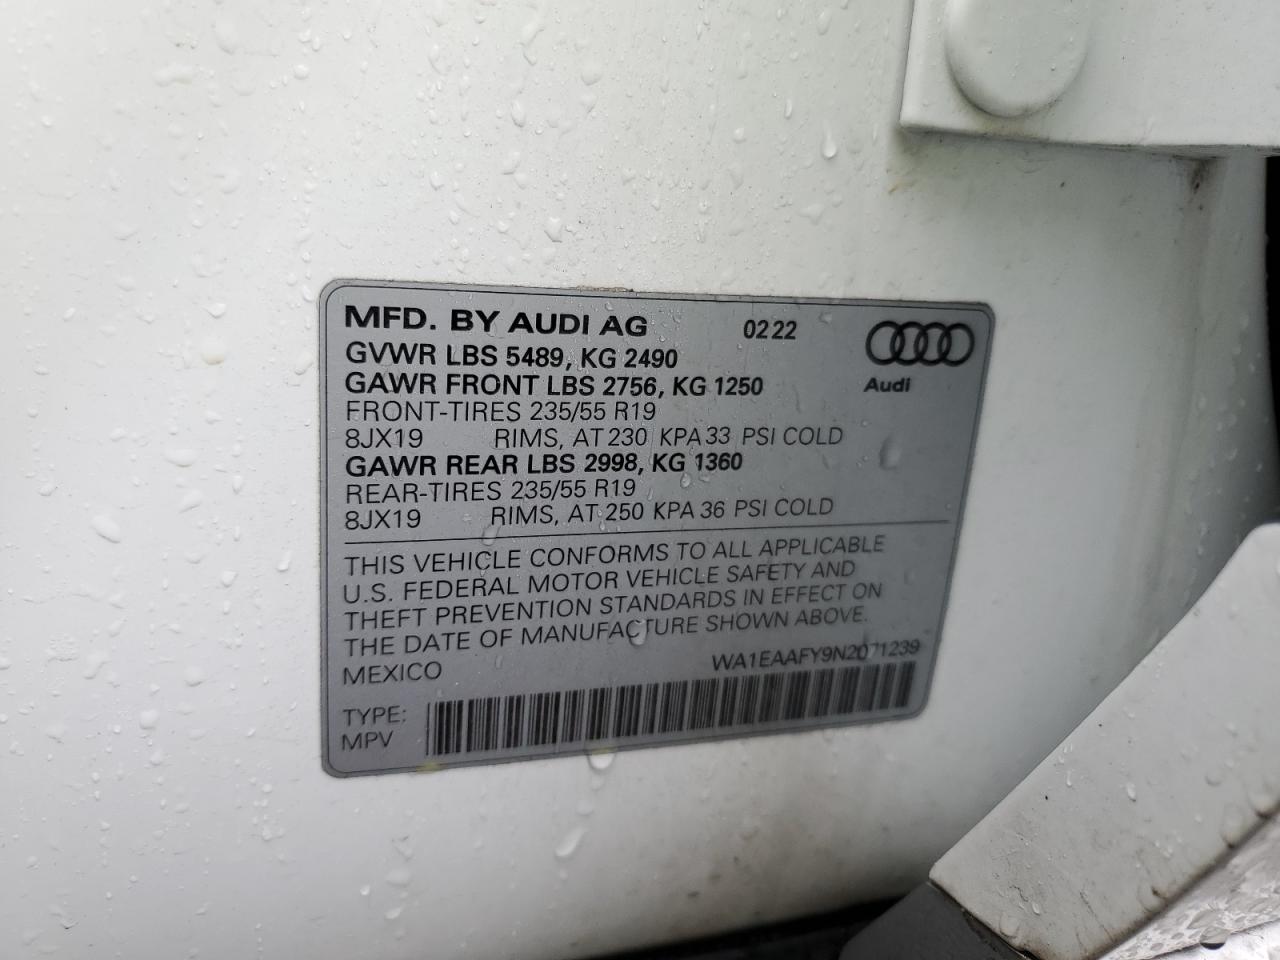 MFD. BY AUDI AG 02 22
GVWR LBS 5489, KG 2490
GAWR FRONT LBS 2756, KG 1250
Audi
FRONT-TIRES 235/55 R19
8JX19 RIMS, AT 230 KPA 33 PSI COLD
GAWR REAR LBS 2998, KG 1360
REAR-TIRES 235/55 R19
8JX19 RIMS, AT 250 KPA 36 PSI COLD
THIS VEHICLE CONFORMS TO ALL APPLICABLE
U.S. FEDERAL MOTOR VEHICLE SAFETY AND
THEFT PREVENTION STANDARDS IN EFFECT ON
THE DATE OF MANUFACTURE SHOWN ABOVE.
MEXICO WA1EAAFY9N2071239
TYPE:
MPV